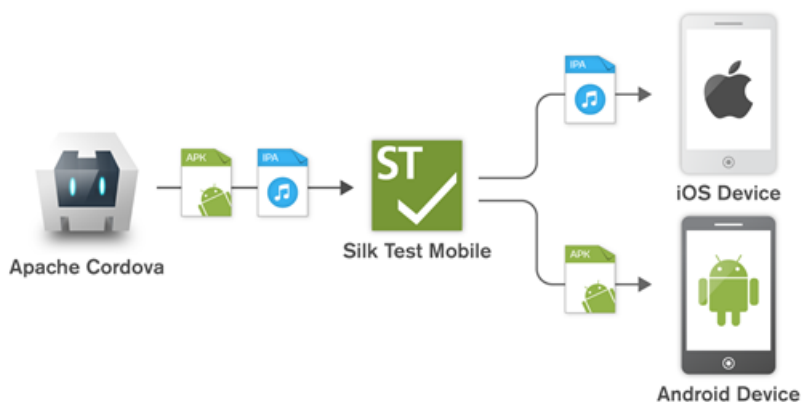 APK
IPA
ST
IPA
APK
Apache Cordova
Silk Test Mobile
iOS Device
Android Device